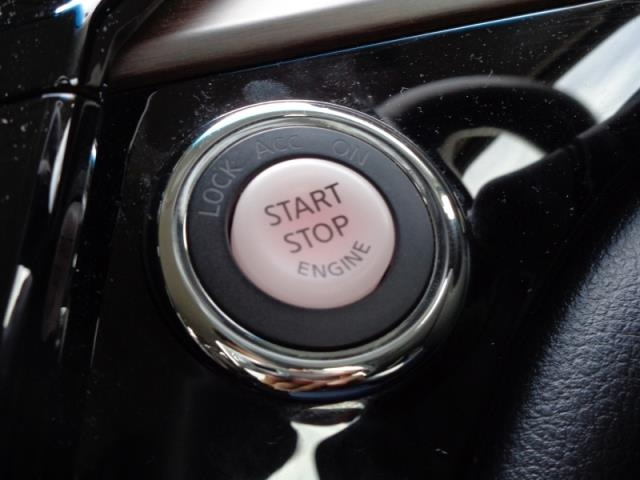 LOCK ACC ON
START
STOP
ENGINE